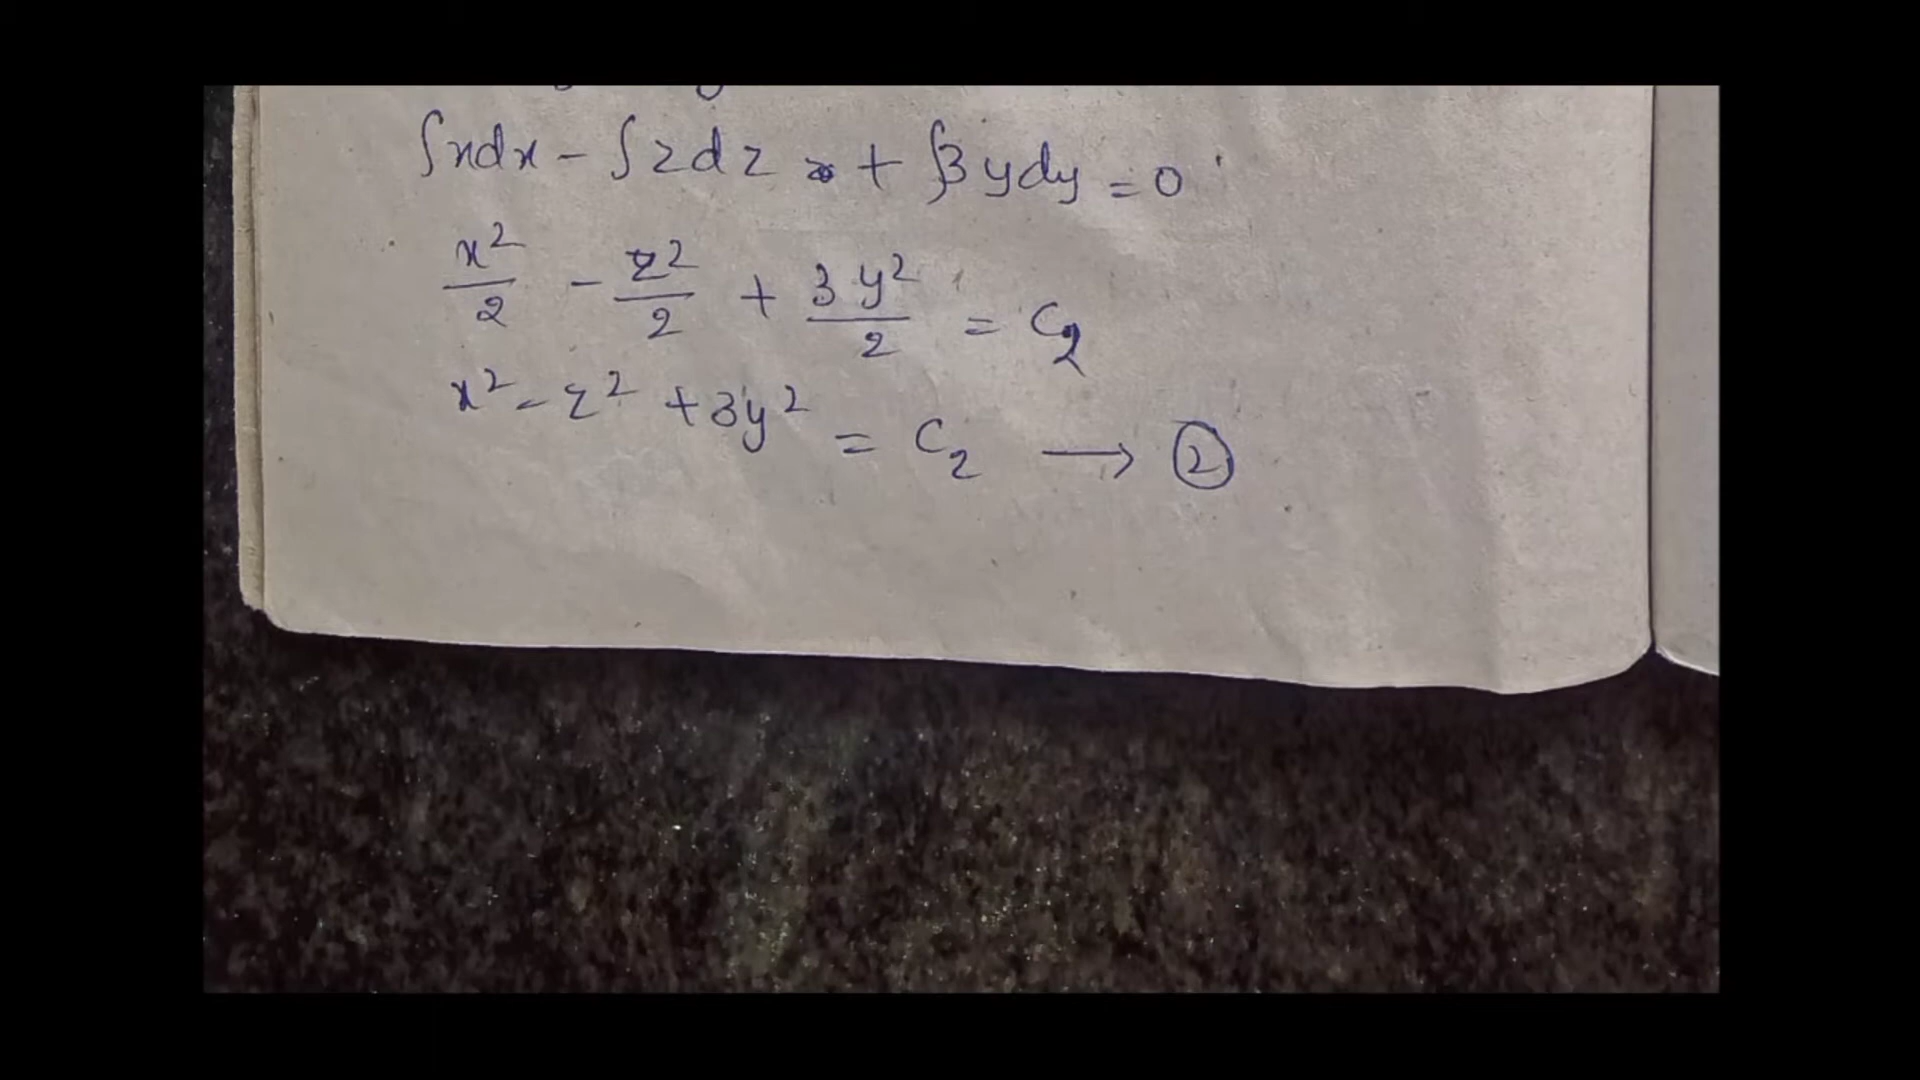 ∫xdx - ∫zdz + ∫3ydy = 0
x²/2 - z²/2 + 3y²/2 = C₂
x² - z² + 3y² = C₂ → ②